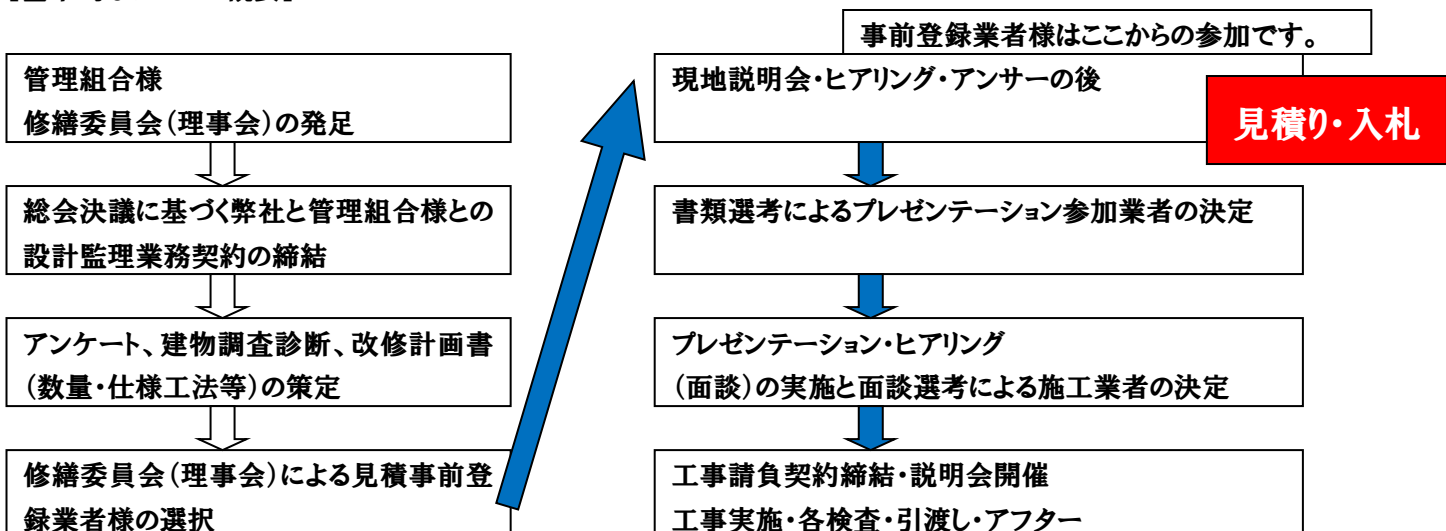 管理組合様
修繕委員会（理事会）の発足
総会決議に基づく弊社と管理組合様との
設計監理業務契約の締結
アンケート、建物調査診断、改修計画書
（数量・仕様工法等）の策定
修繕委員会（理事会）による見積事前登
録業者様の選択
事前登録業者様はここからの参加です。
現地説明会・ヒアリング・アンサーの後
見積り・入札
書類選考によるプレゼンテーション参加業者の決定
プレゼンテーション・ヒアリング
（面談）の実施と面談選考による施工業者の決定
工事請負契約締結・説明会開催
工事実施・各検査・引渡し・アフター